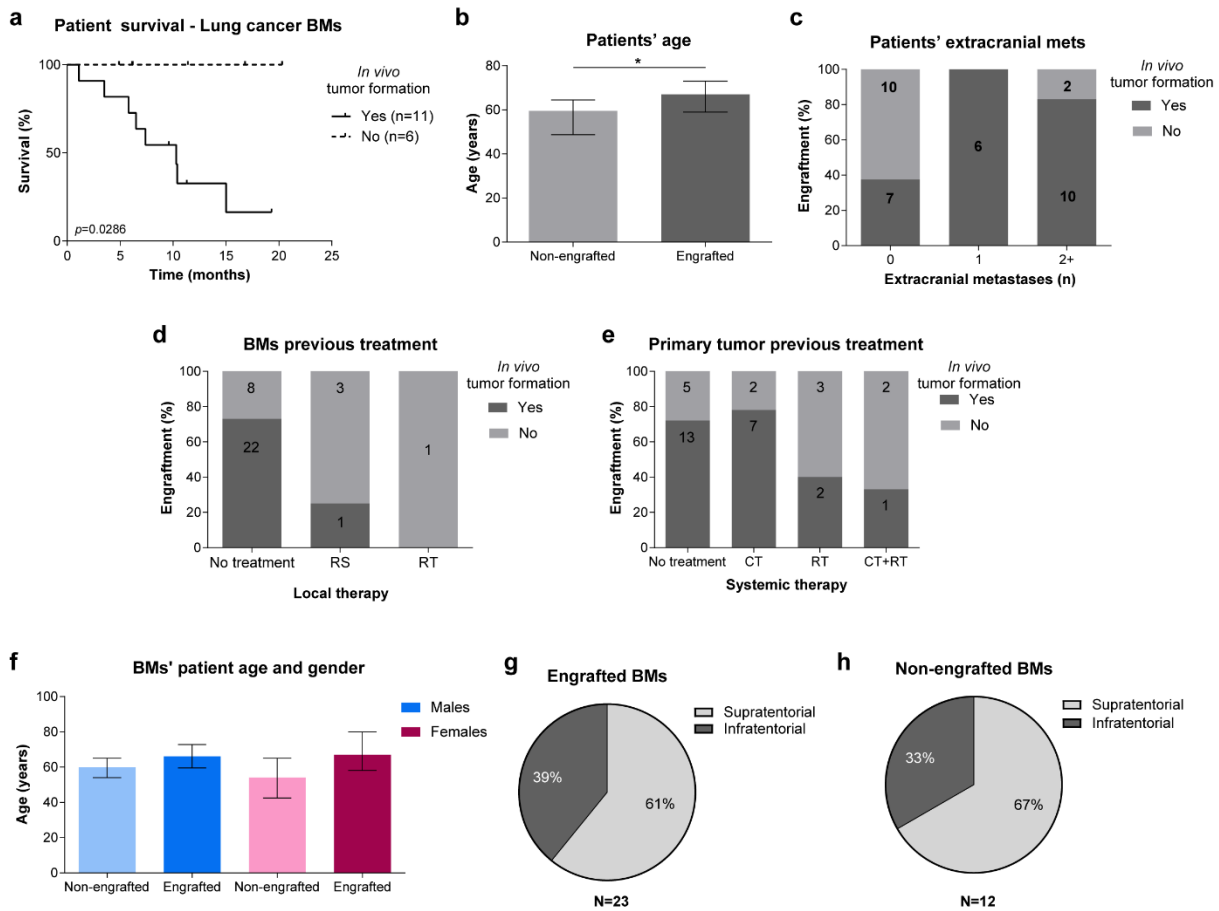 a
Patient survival - Lung cancer BMs
Survival (%)
100
50
0
0 5 10 15 20 25
Time (months)
p=0.0286
In vivo
tumor formation
Yes (n=11)
No (n=6)
b
Patients' age
*
Age (years)
80
60
40
20
0
Non-engrafted Engrafted
c
Patients' extracranial mets
Engraftment (%)
100
80
60
40
20
0
10
7
6
2
10
0 1 2+
Extracranial metastases (n)
In vivo
tumor formation
Yes
No
d
BMs previous treatment
Engraftment (%)
100
80
60
40
20
0
8
22
3
1
1
No treatment RS RT
Local therapy
In vivo
tumor formation
Yes
No
e
Primary tumor previous treatment
Engraftment (%)
100
80
60
40
20
0
5
13
2
7
3
2
2
1
No treatment CT RT CT+RT
Systemic therapy
In vivo
tumor formation
Yes
No
f
BMs' patient age and gender
Age (years)
100
80
60
40
20
0
Non-engrafted Engrafted Non-engrafted Engrafted
Males
Females
g
Engrafted BMs
39%
61%
Supratentorial
Infratentorial
N=23
h
Non-engrafted BMs
33%
67%
Supratentorial
Infratentorial
N=12